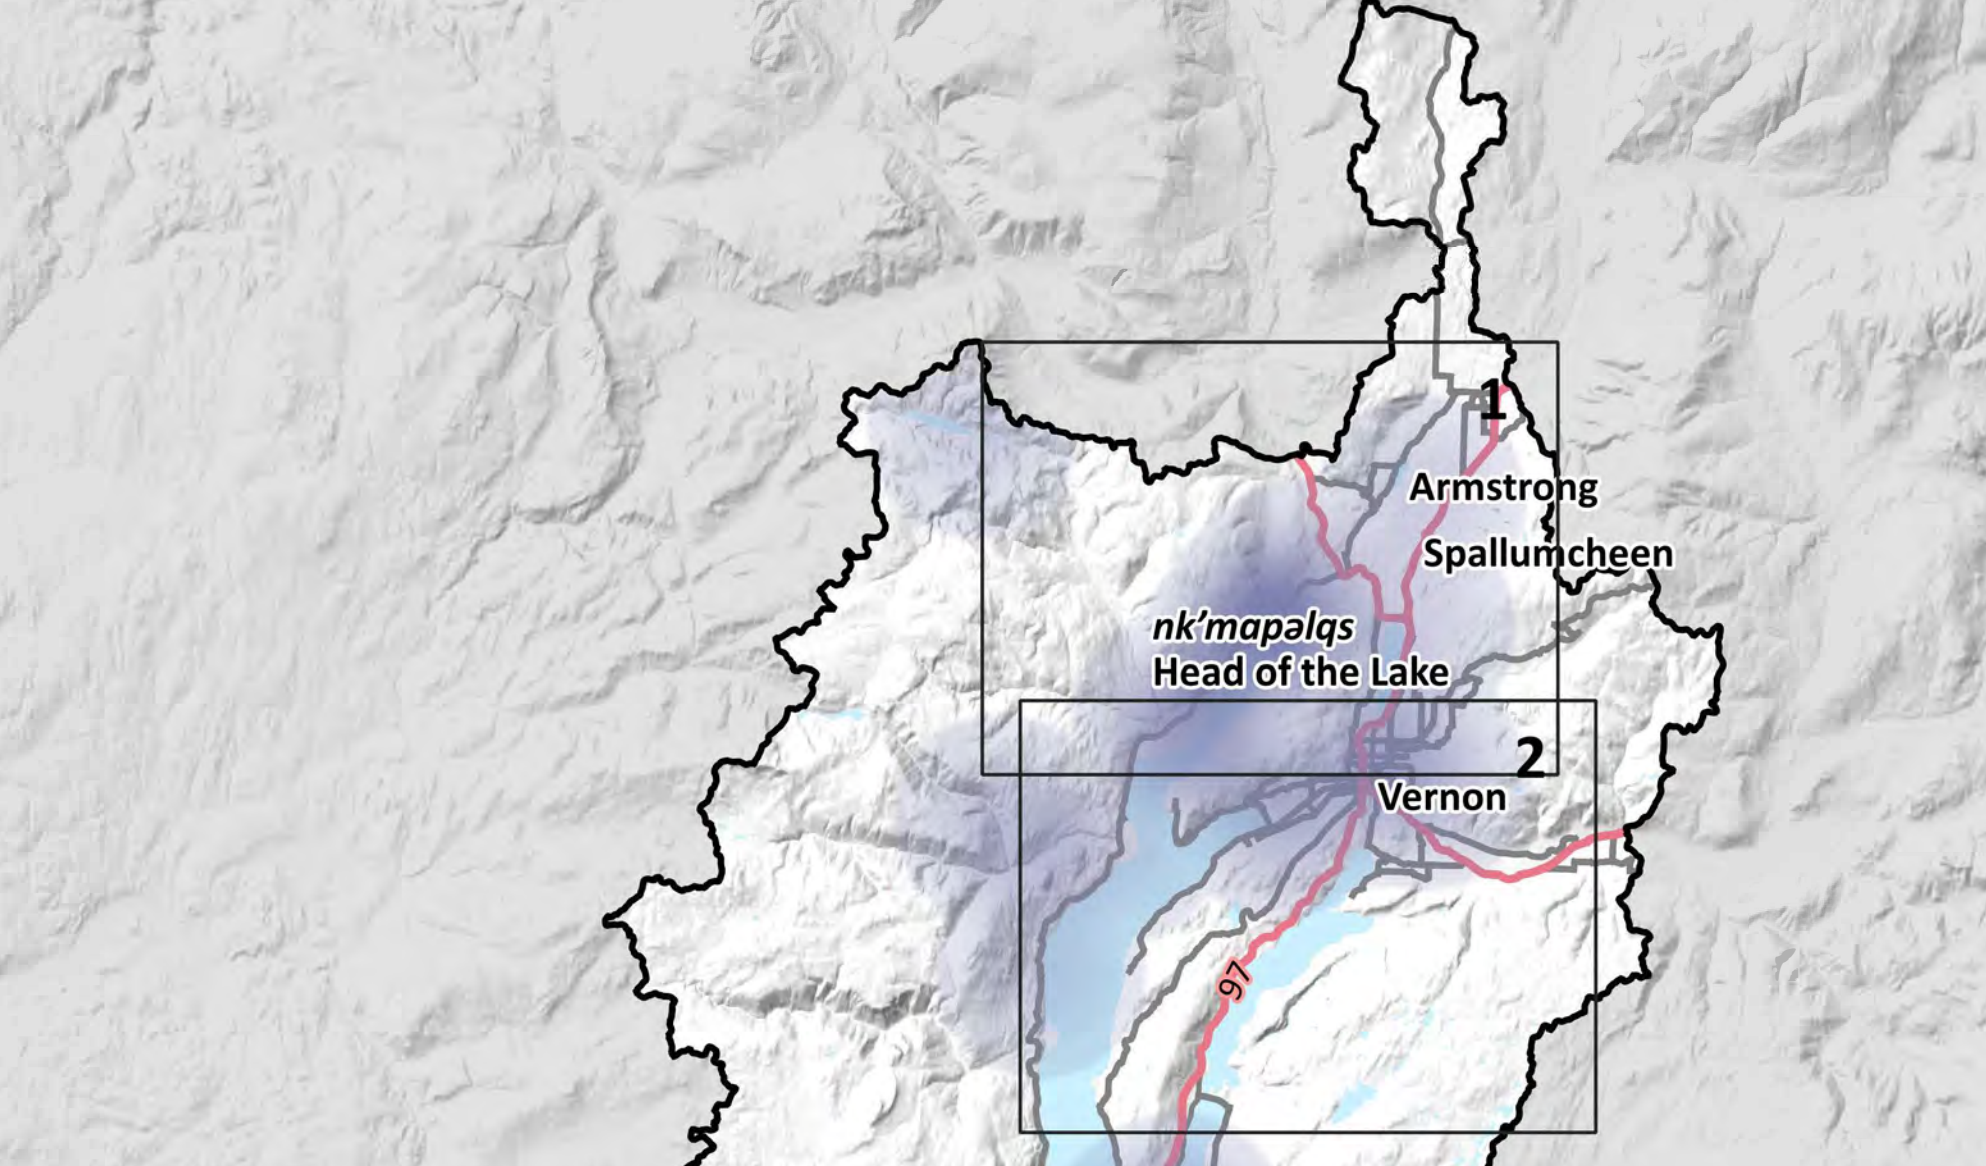 1
Armstrong
Spallumcheen
nk’mapəlqs
Head of the Lake
2
Vernon
97